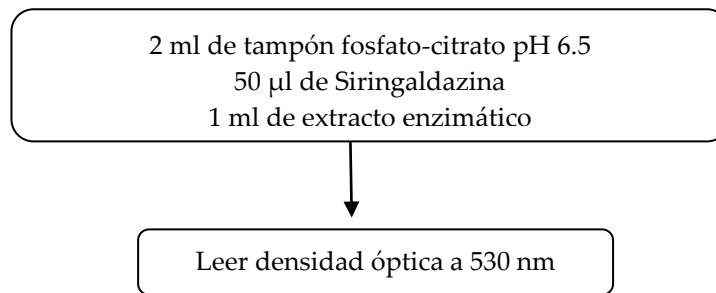 2 ml de tampón fosfato-citrato pH 6.5
50 µl de Siringaldazina
1 ml de extracto enzimático
Leer densidad óptica a 530 nm